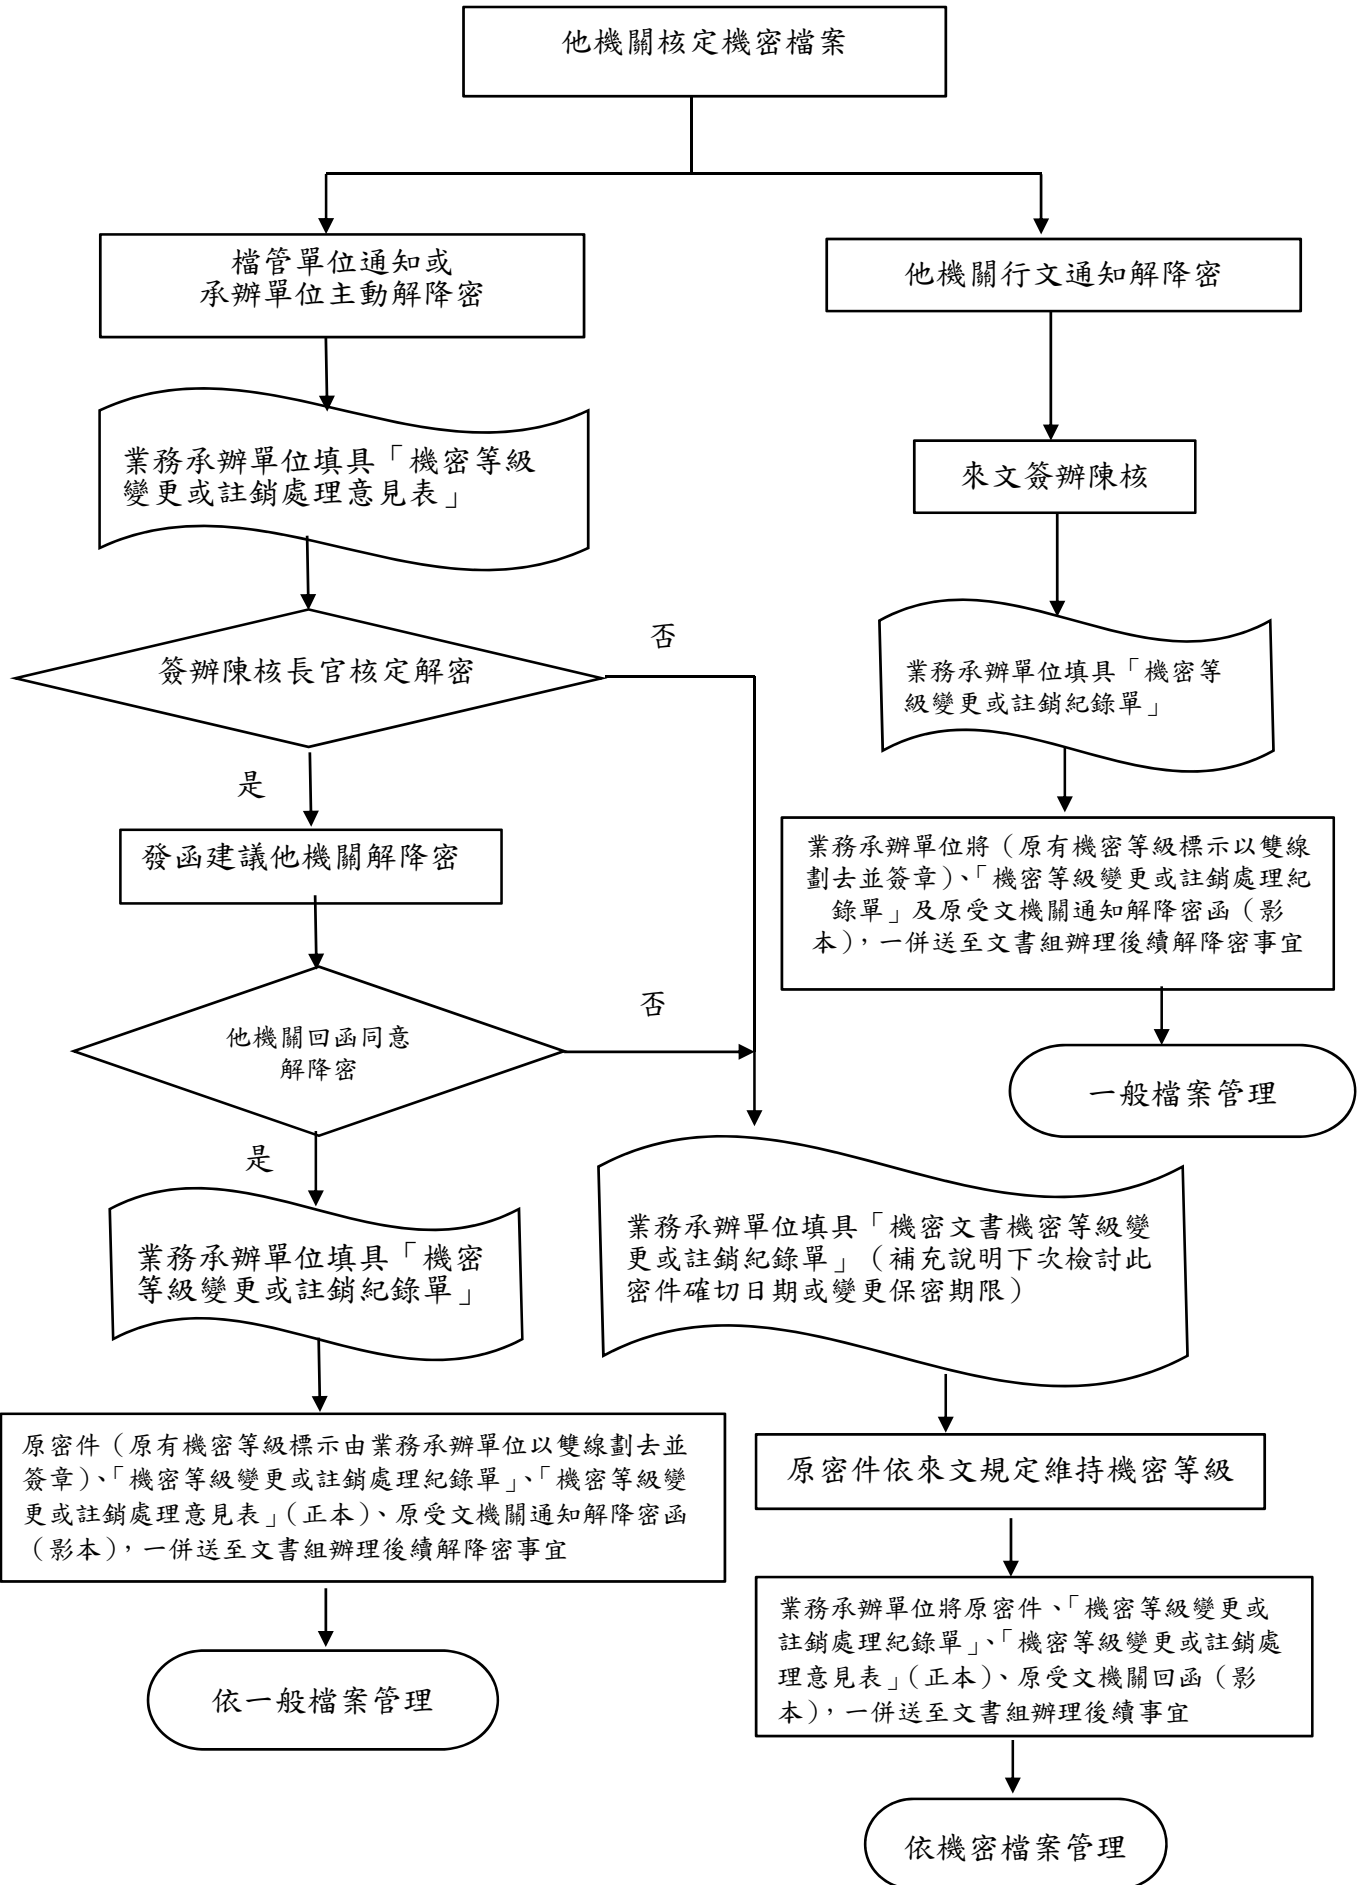 他機關核定機密檔案
檔管單位通知或
承辦單位主動解降密
他機關行文通知解降密
業務承辦單位填具「機密等級
變更或註銷處理意見表」
來文簽辦陳核
否
簽辦陳核長官核定解密
業務承辦單位填具「機密等
級變更或註銷紀錄單」
是
發函建議他機關解降密
業務承辦單位將（原有機密等級標示以雙線
劃去並簽章）、「機密等級變更或註銷處理紀
錄單」及原受文機關通知解降密函（影
本），一併送至文書組辦理後續解降密事宜
否
他機關回函同意
解降密
一般檔案管理
是
業務承辦單位填具「機密
等級變更或註銷紀錄單」
業務承辦單位填具「機密文書機密等級變
更或註銷紀錄單」（補充說明下次檢討此
密件確切日期或變更保密期限）
原密件（原有機密等級標示由業務承辦單位以雙線劃去並
簽章）、「機密等級變更或註銷處理紀錄單」、「機密等級變
更或註銷處理意見表」（正本）、原受文機關通知解降密函
（影本），一併送至文書組辦理後續解降密事宜
原密件依來文規定維持機密等級
業務承辦單位將原密件、「機密等級變更或
註銷處理紀錄單」、「機密等級變更或註銷處
理意見表」（正本）、原受文機關回函（影
本），一併送至文書組辦理後續事宜
依一般檔案管理
依機密檔案管理